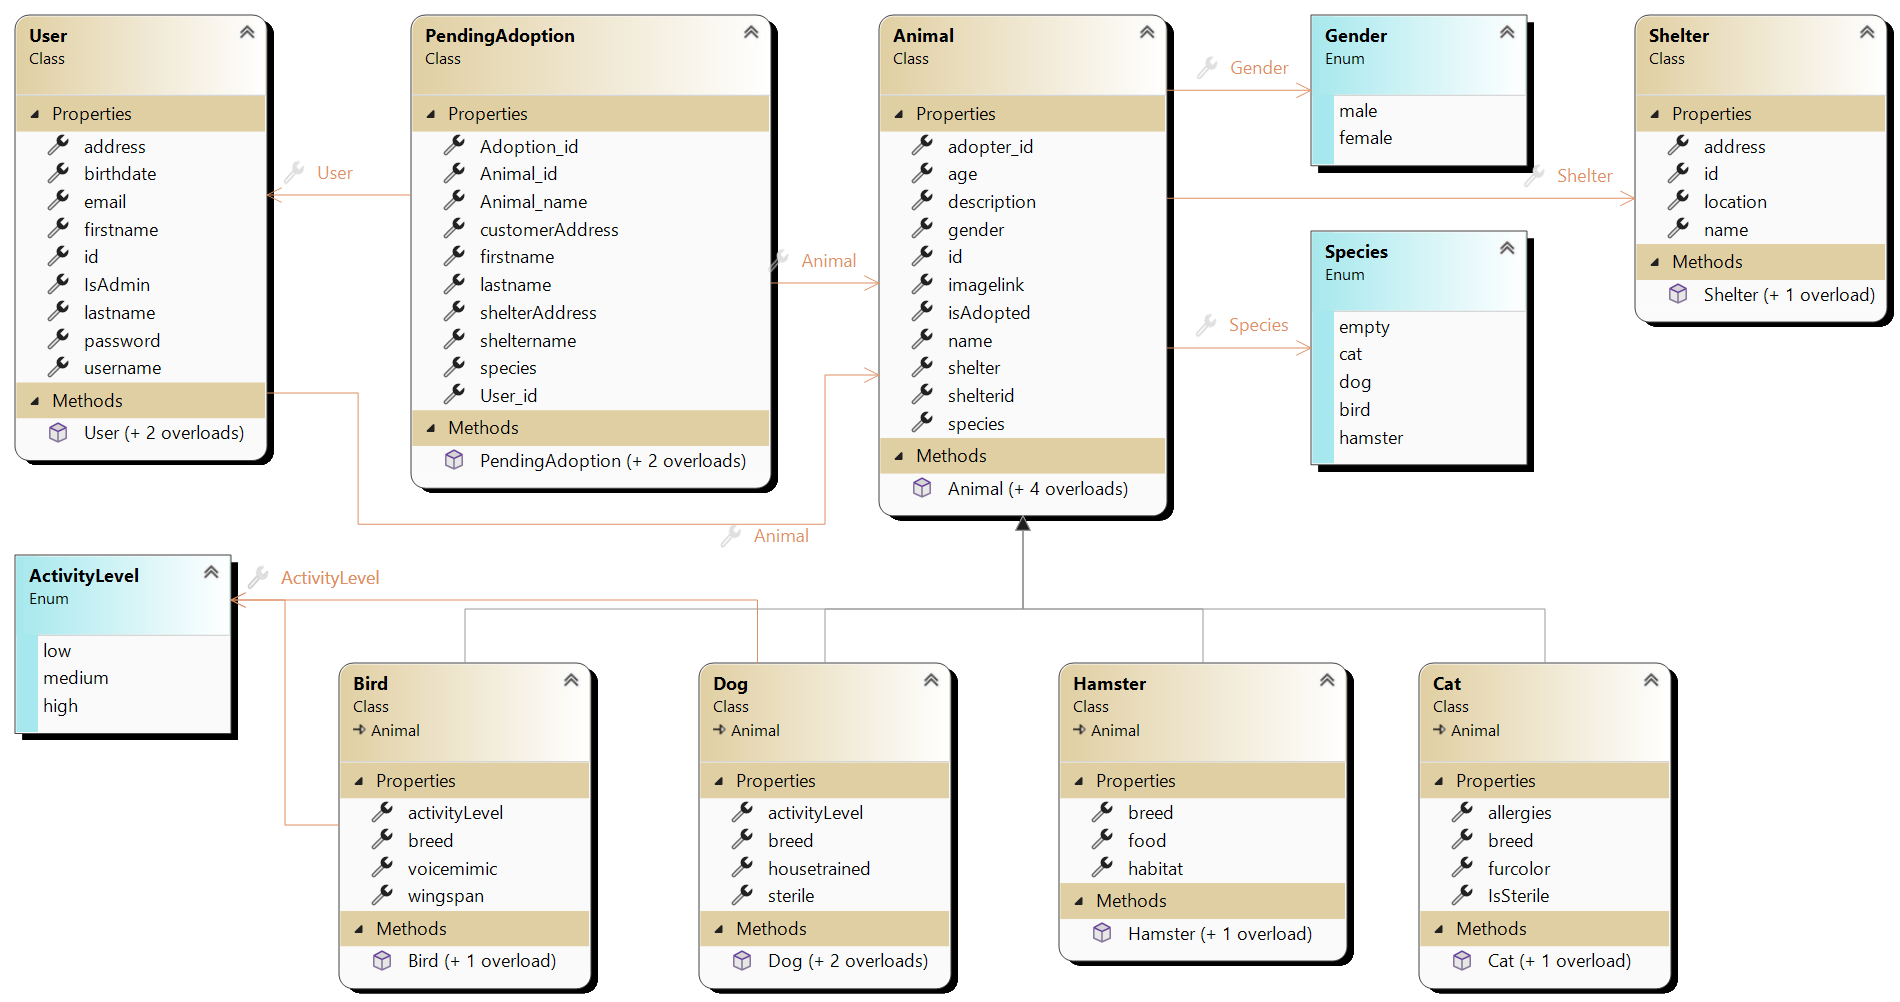 User
Class
Properties
address
birthdate
email
firstname
id
IsAdmin
lastname
password
username
Methods
User (+ 2 overloads)
User
PendingAdoption
Class
Properties
Adoption_id
Animal_id
Animal_name
customerAddress
firstname
lastname
shelterAddress
sheltername
species
User_id
Methods
PendingAdoption (+ 2 overloads)
Animal
Animal
Animal
Class
Properties
adopter_id
age
description
gender
id
imagelink
isAdopted
name
shelter
shelterid
species
Methods
Animal (+ 4 overloads)
Gender
Gender
Enum
male
female
Shelter
Shelter
Class
Properties
address
id
location
name
Methods
Shelter (+ 1 overload)
Species
Species
Enum
empty
cat
dog
bird
hamster
ActivityLevel
Enum
low
medium
high
ActivityLevel
Bird
Class
Animal
Properties
activityLevel
breed
voicemimic
wingspan
Methods
Bird (+ 1 overload)
Dog
Class
Animal
Properties
activityLevel
breed
housetrained
sterile
Methods
Dog (+ 2 overloads)
Hamster
Class
Animal
Properties
breed
food
habitat
Methods
Hamster (+ 1 overload)
Cat
Class
Animal
Properties
allergies
breed
furcolor
IsSterile
Methods
Cat (+ 1 overload)